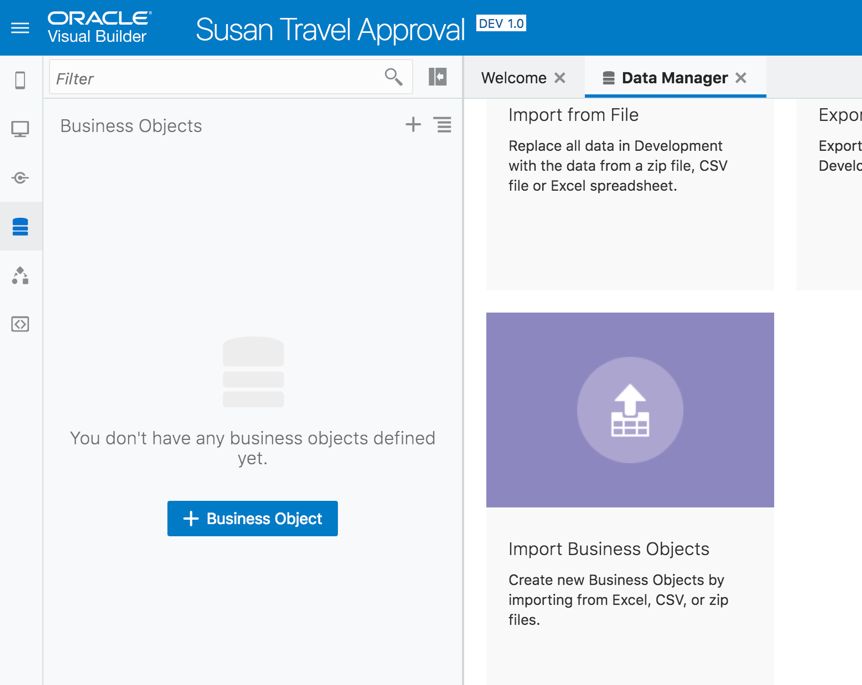 ORACLE®
Visual Builder
Susan Travel Approval
DEV 1.0
Filter
Business Objects
You don't have any business objects defined
yet.
+ Business Object
Welcome
Data Manager
Import from File
Replace all data in Development
with the data from a zip file, CSV
file or Excel spreadsheet.
Expor
Export
Develo
Import Business Objects
Create new Business Objects by
importing from Excel, CSV, or zip
files.